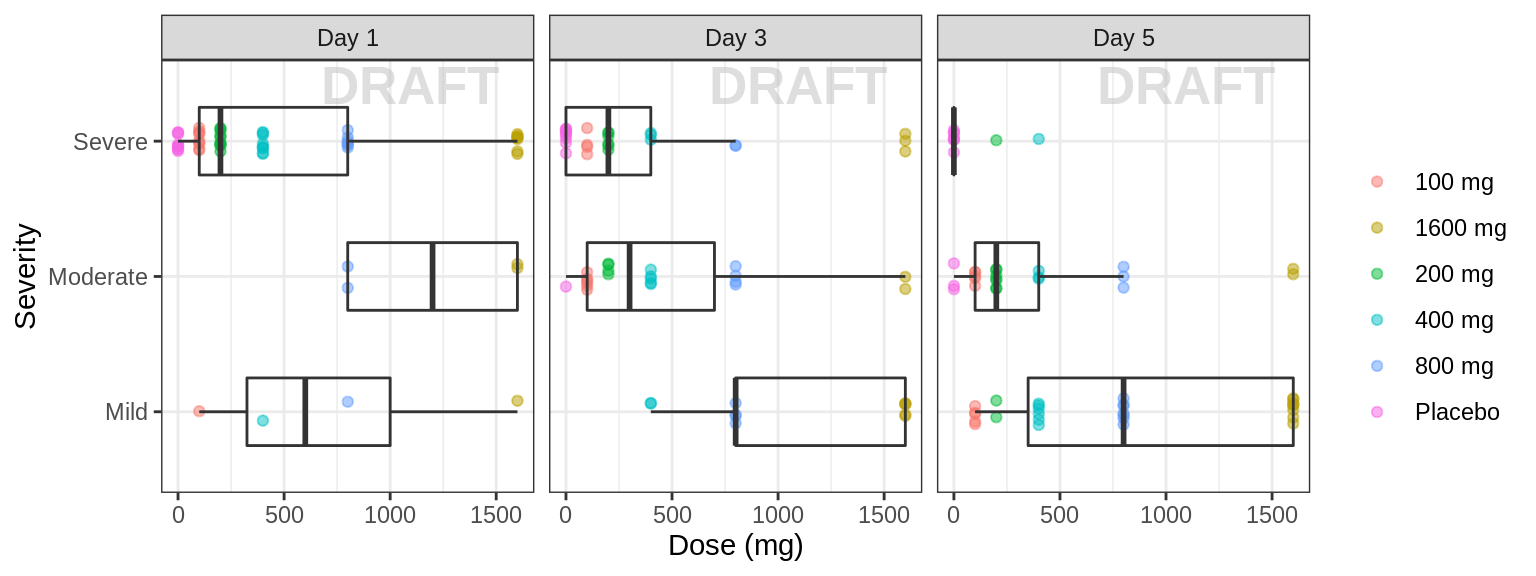 Day 1
Day 3
Day 5
DRAFT
DRAFT
DRAFT
Severity
Severe
Moderate
Mild
0 500 1000 1500
0 500 1000 1500
0 500 1000 1500
Dose (mg)
100 mg
1600 mg
200 mg
400 mg
800 mg
Placebo